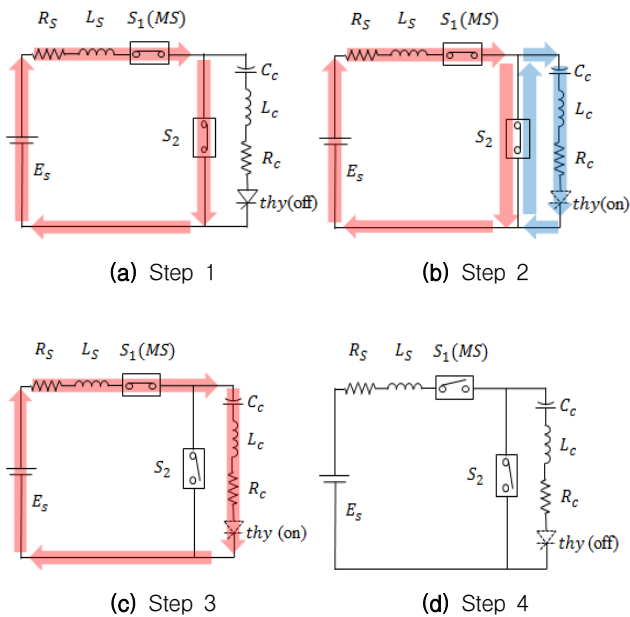 R_S L_S S_1(MS)
C_c
L_c
S_2
R_c
E_s
thy(off)
(a) Step 1
R_S L_S S_1(MS)
C_c
L_c
S_2
R_c
E_s
thy(on)
(b) Step 2
R_S L_S S_1(MS)
C_c
L_c
S_2
R_c
E_s
thy (on)
(c) Step 3
R_S L_S S_1(MS)
C_c
L_c
S_2
R_c
E_s
thy(off)
(d) Step 4